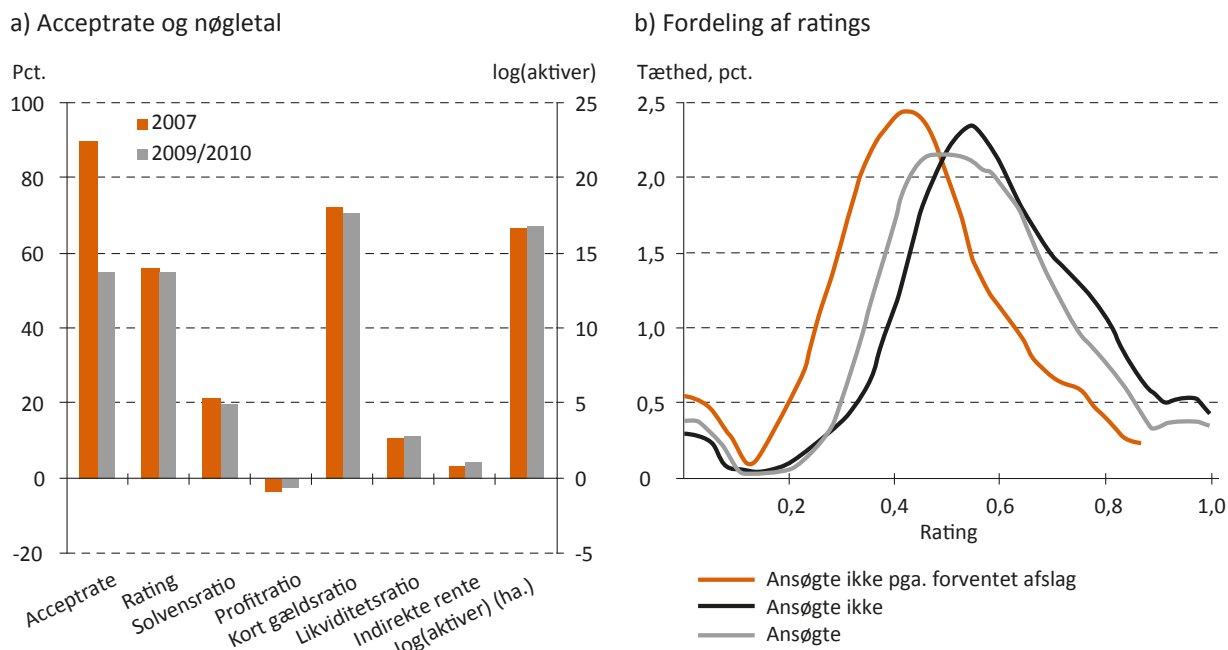 a) Acceptrate og nøgletal
Pct.
log(aktiver)
100
80
60
40
20
0
-20
25
20
15
10
5
0
-5
2007
2009/2010
Acceptrate
Rating
Solvensratio
Profitratio
Kort gældsratio
Likviditetsratio
Indirekte rente
log(aktiver) (ha.)
b) Fordeling af ratings
Tæthed, pct.
2,5
2,0
1,5
1,0
0,5
0
0,2
0,4
0,6
0,8
1,0
Rating
Ansøgte ikke pga. forventet afslag
Ansøgte ikke
Ansøgte